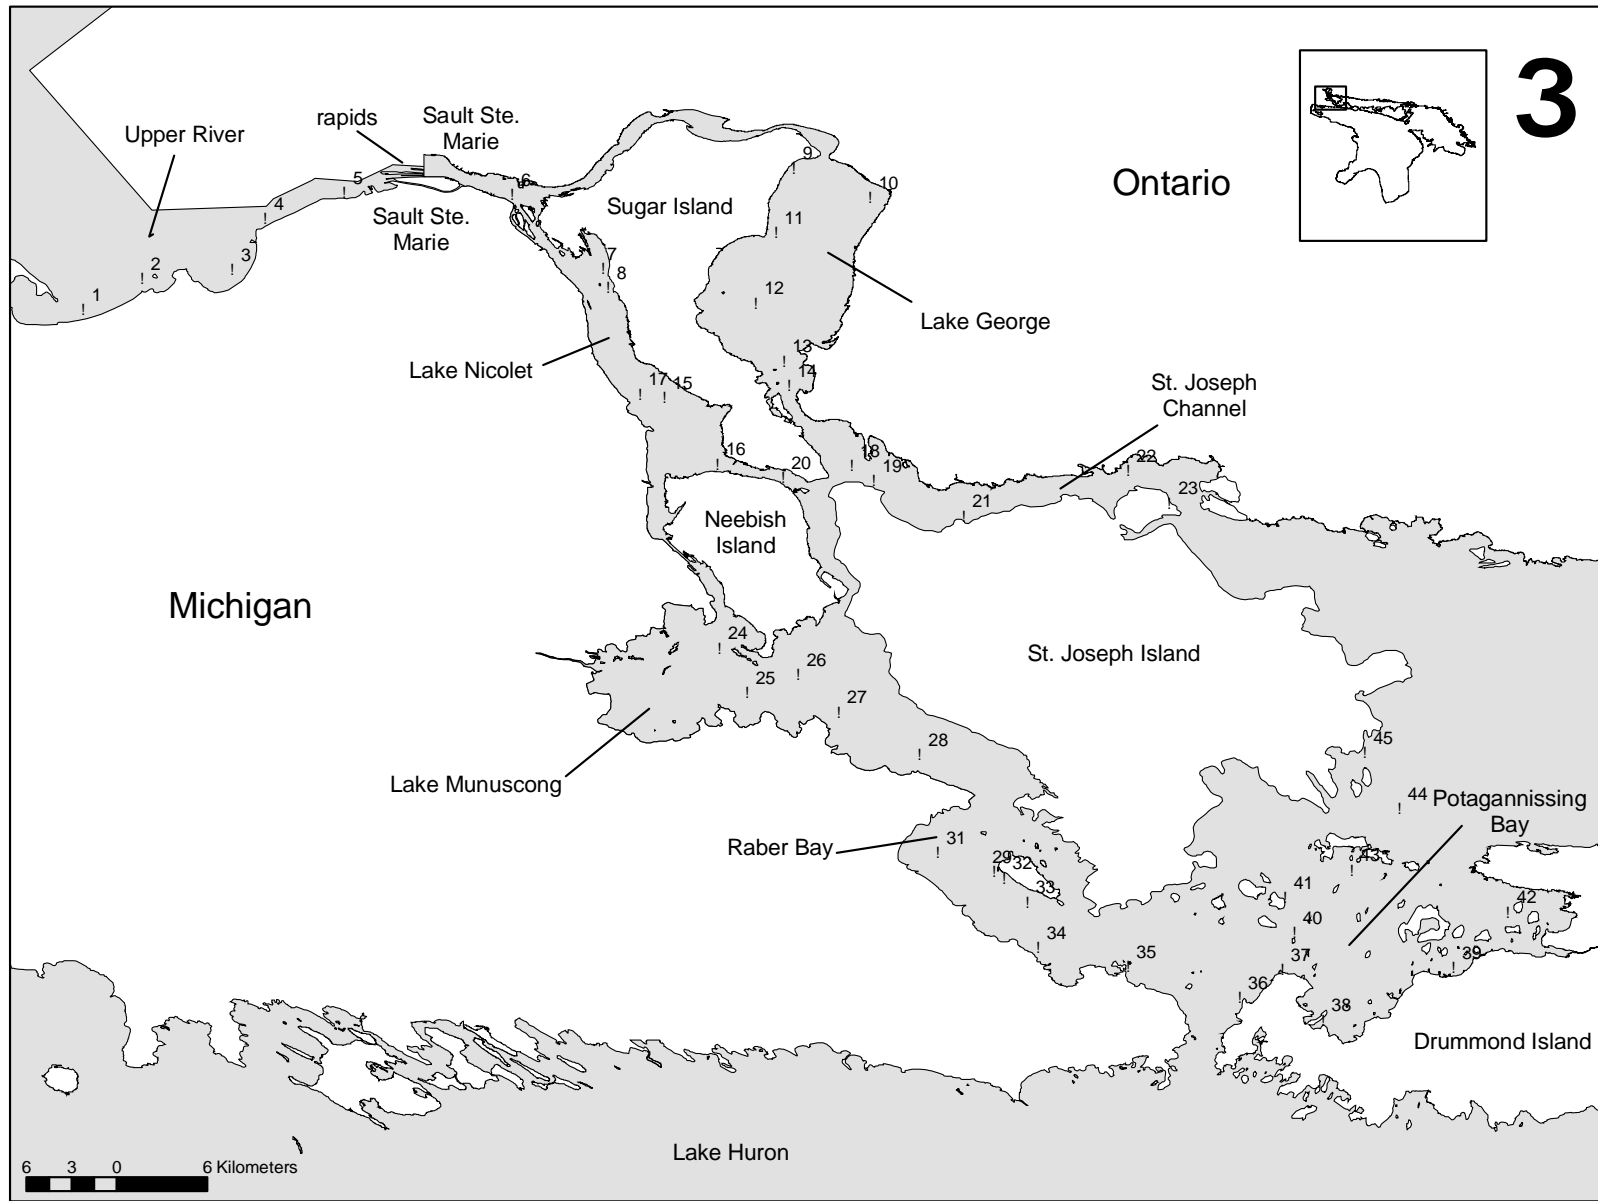 3
Upper River
rapids
Sault Ste.
Marie
Sault Ste.
Marie
Sugar Island
Ontario
Lake George
Lake Nicolet
St. Joseph
Channel
Neebish
Island
Michigan
St. Joseph Island
Lake Munuscong
Raber Bay
Potagannissing
Bay
Drummond Island
Lake Huron
1
2
3
4
5
6
7
8
9
10
11
12
13
14
17
15
16
20
18
19
21
22
23
24
25
26
27
28
31
29
32
33
34
35
36
37
38
39
40
41
42
43
44
45
6 3 0 6 Kilometers